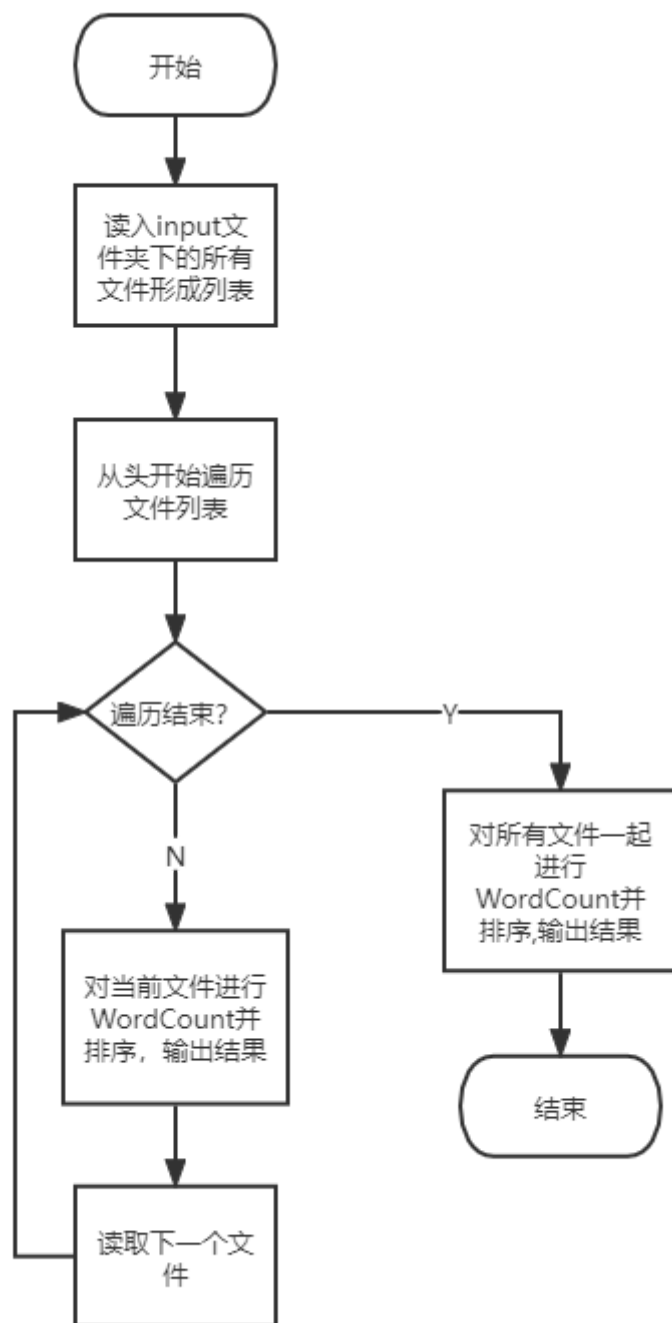 开始
读入input文
件夹下的所有
文件形成列表
从头开始遍历
文件列表
遍历结束?
Y
N
对所有文件一起
进行
WordCount并
排序,输出结果
对当前文件进行
WordCount并
排序，输出结果
结束
读取下一个文
件